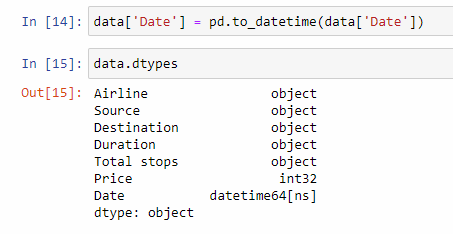 In [14]: data['Date'] = pd.to_datetime(data['Date'])
In [15]: data.dtypes
Out[15]: Airline object
Source object
Destination object
Duration object
Total stops object
Price int32
Date datetime64[ns]
dtype: object